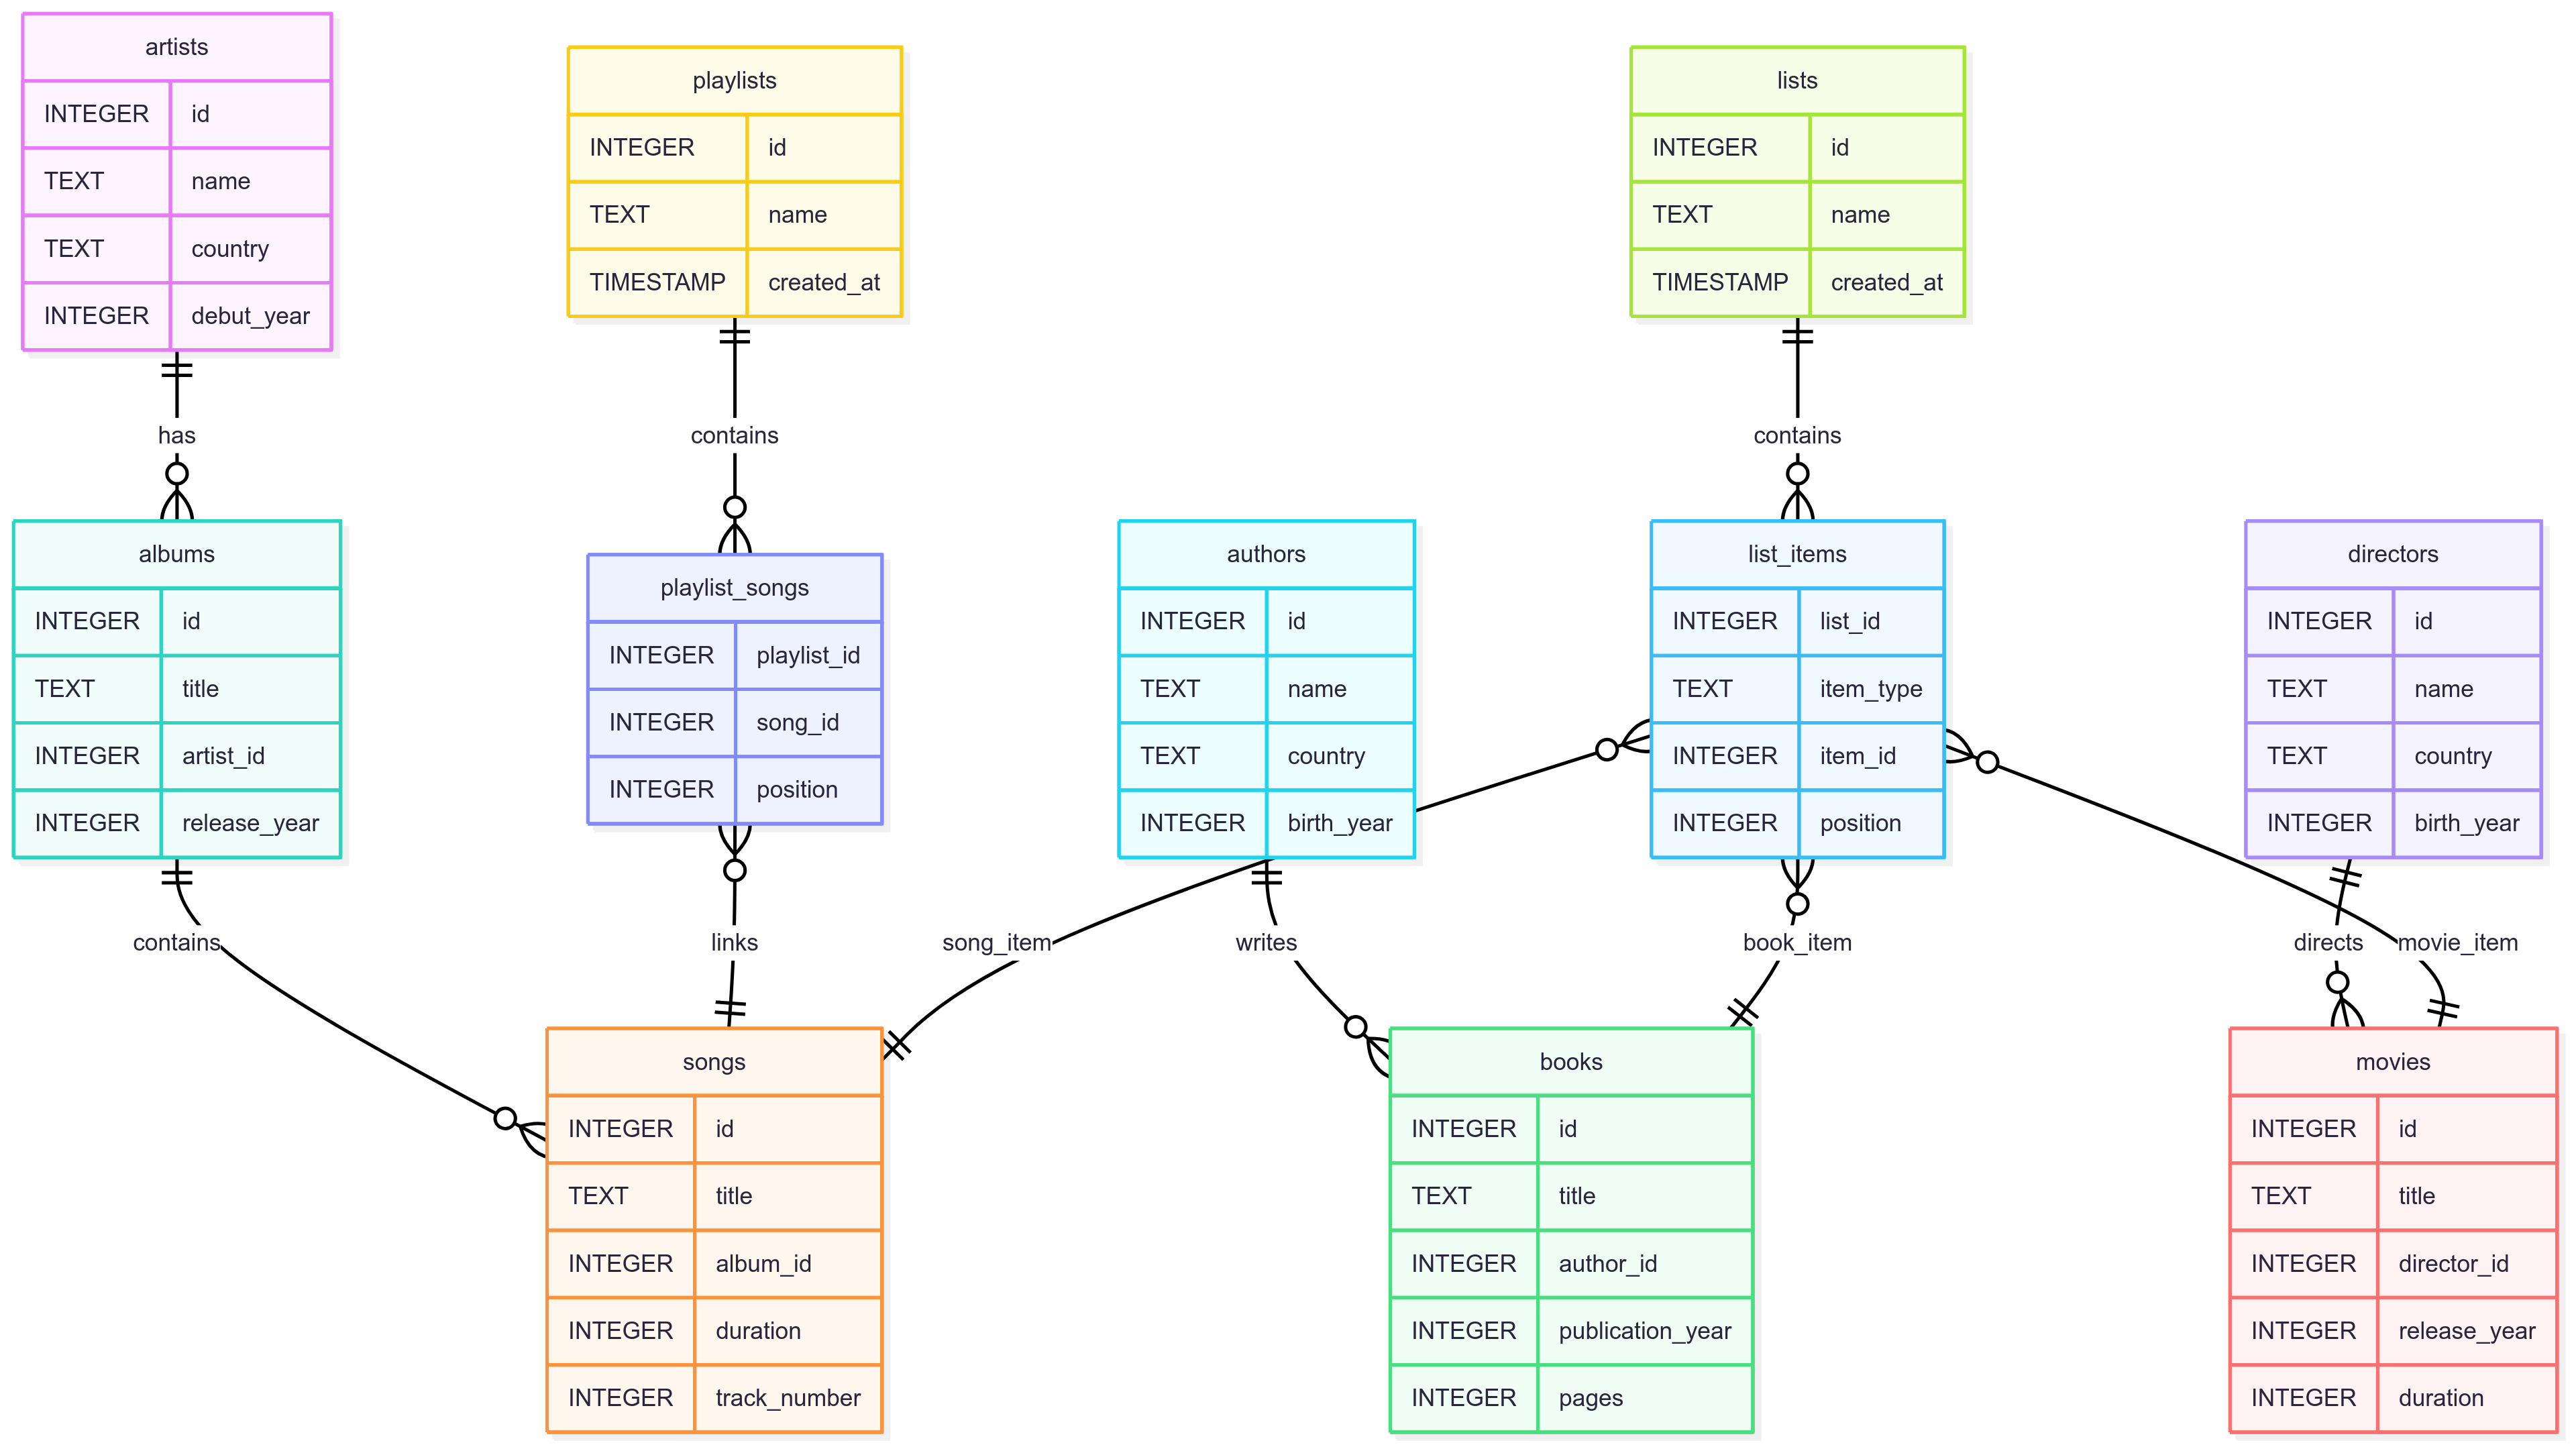 artists
INTEGER id
TEXT name
TEXT country
INTEGER debut_year
playlists
INTEGER id
TEXT name
TIMESTAMP created_at
lists
INTEGER id
TEXT name
TIMESTAMP created_at
has
contains
contains
albums
INTEGER id
TEXT title
INTEGER artist_id
INTEGER release_year
playlist_songs
INTEGER playlist_id
INTEGER song_id
INTEGER position
authors
INTEGER id
TEXT name
TEXT country
INTEGER birth_year
list_items
INTEGER list_id
TEXT item_type
INTEGER item_id
INTEGER position
directors
INTEGER id
TEXT name
TEXT country
INTEGER birth_year
contains
links
song_item
writes
book_item
directs
movie_item
songs
INTEGER id
TEXT title
INTEGER album_id
INTEGER duration
INTEGER track_number
books
INTEGER id
TEXT title
INTEGER author_id
INTEGER publication_year
INTEGER pages
movies
INTEGER id
TEXT title
INTEGER director_id
INTEGER release_year
INTEGER duration